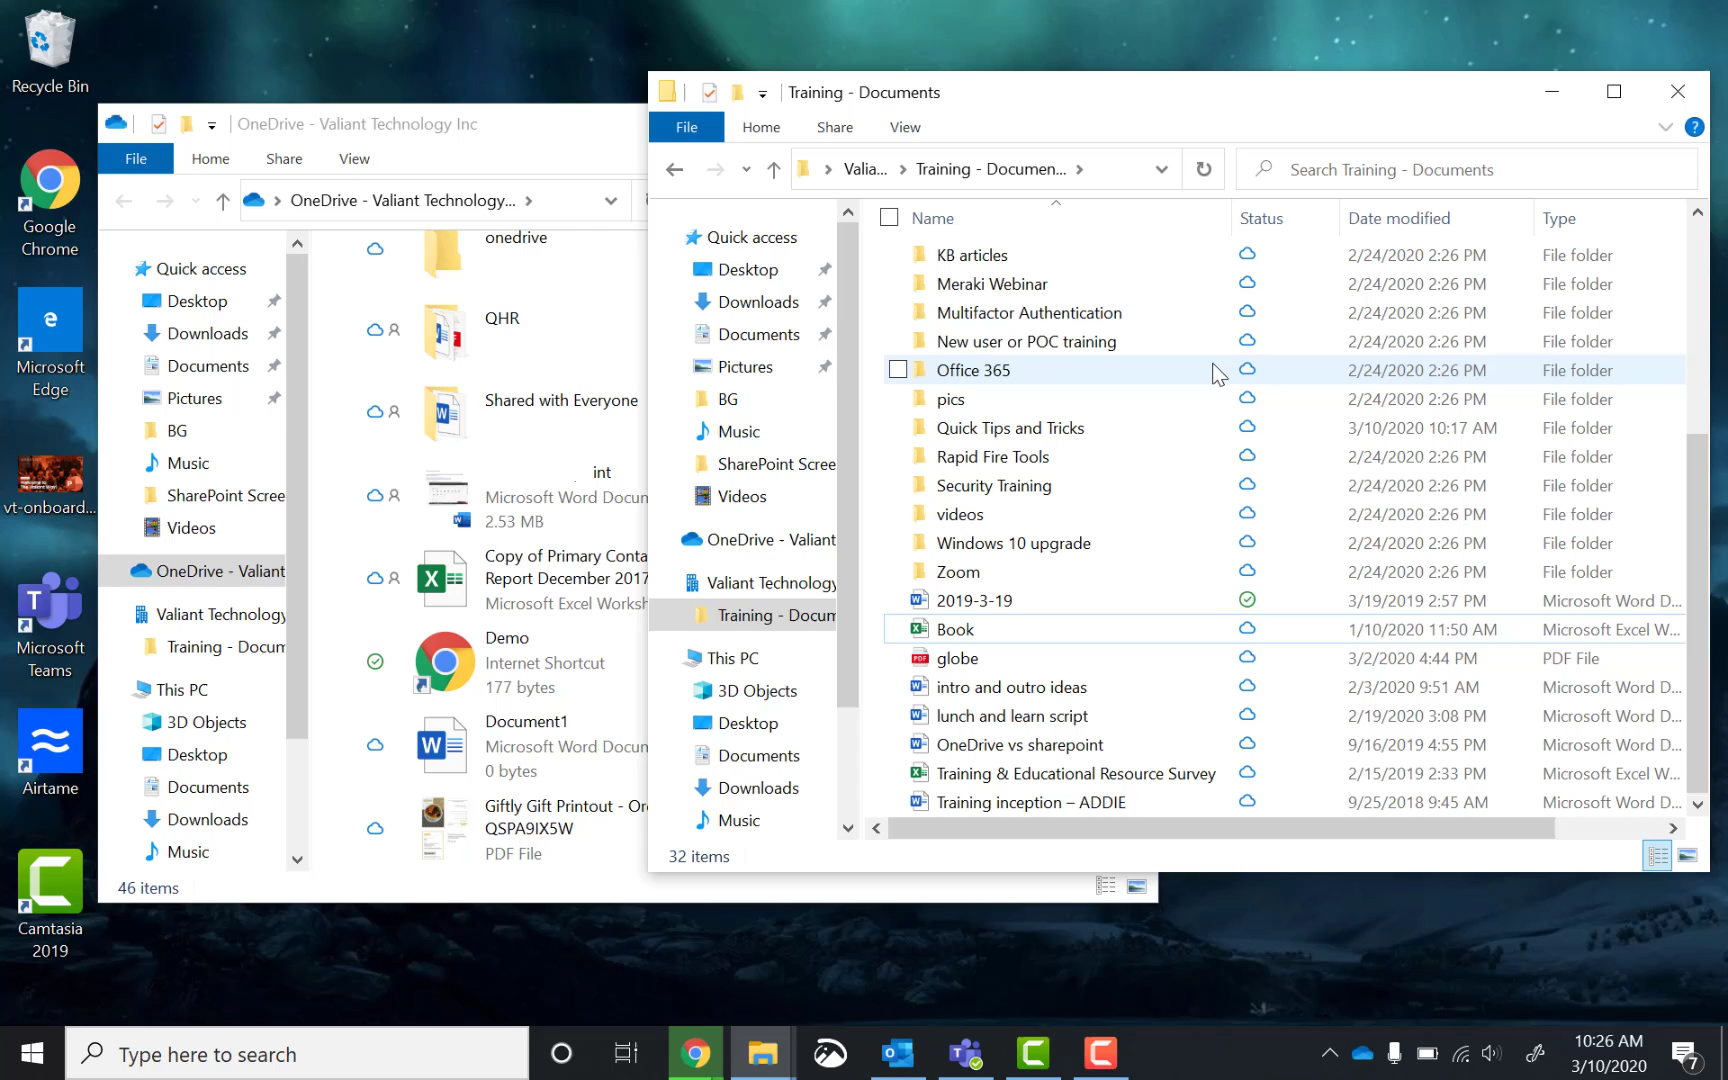 Recycle Bin
Google
Chrome
Microsoft
Edge
vt-onboard...
Microsoft
Teams
Airtame
Camtasia
2019
OneDrive - Valiant Technology Inc
File Home Share View
OneDrive - Valiant Technology...
Quick access
Desktop
Downloads
Documents
Pictures
BG
Music
SharePoint Scree
Videos
OneDrive - Valiant
Valiant Technology
Training - Docum
This PC
3D Objects
Desktop
Documents
Downloads
Music
onedrive
QHR
Shared with Everyone
int
Microsoft Word Docu
2.53 MB
Copy of Primary Conta
Report December 2017
Microsoft Excel Worksh
Demo
Internet Shortcut
177 bytes
Document1
Microsoft Word Docum
0 bytes
Giftly Gift Printout - Or
QSPA9IX5W
PDF File
46 items
Training - Documents
File Home Share View
Valia... Training - Documen...
Search Training - Documents
Quick access
Desktop
Downloads
Documents
Pictures
BG
Music
SharePoint Scree
Videos
OneDrive - Valiant
Valiant Technology
Training - Docum
This PC
3D Objects
Desktop
Documents
Downloads
Music
Name Status Date modified Type
KB articles 2/24/2020 2:26 PM File folder
Meraki Webinar 2/24/2020 2:26 PM File folder
Multifactor Authentication 2/24/2020 2:26 PM File folder
New user or POC training 2/24/2020 2:26 PM File folder
Office 365 2/24/2020 2:26 PM File folder
pics 2/24/2020 2:26 PM File folder
Quick Tips and Tricks 3/10/2020 10:17 AM File folder
Rapid Fire Tools 2/24/2020 2:26 PM File folder
Security Training 2/24/2020 2:26 PM File folder
videos 2/24/2020 2:26 PM File folder
Windows 10 upgrade 2/24/2020 2:26 PM File folder
Zoom 2/24/2020 2:26 PM File folder
2019-3-19 3/19/2019 2:57 PM Microsoft Word D...
Book 1/10/2020 11:50 AM Microsoft Excel W...
globe 3/2/2020 4:44 PM PDF File
intro and outro ideas 2/3/2020 9:51 AM Microsoft Word D...
lunch and learn script 2/19/2020 3:08 PM Microsoft Word D...
OneDrive vs sharepoint 9/16/2019 4:55 PM Microsoft Word D...
Training & Educational Resource Survey 2/15/2019 2:33 PM Microsoft Excel W...
Training inception – ADDIE 9/25/2018 9:45 AM Microsoft Word D...
32 items
Type here to search
10:26 AM
3/10/2020
7